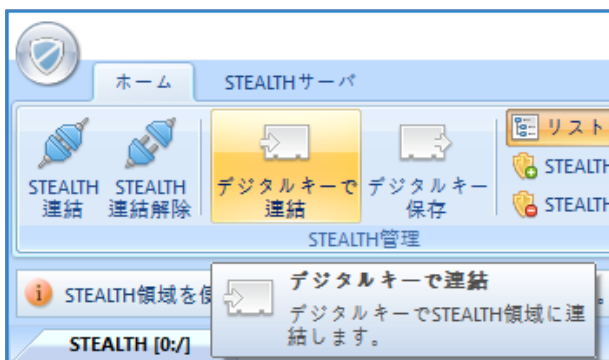 ホーム STEALTHサーバ
STEALTH
連結
STEALTH
連結解除
デジタルキーで
連結
デジタルキー
保存
リスト
STEALTH
STEALTH
STEALTH管理
STEALTH領域を
デジタルキーで連結
デジタルキーでSTEALTH領域に連
結します。
STEALTH [0:/]